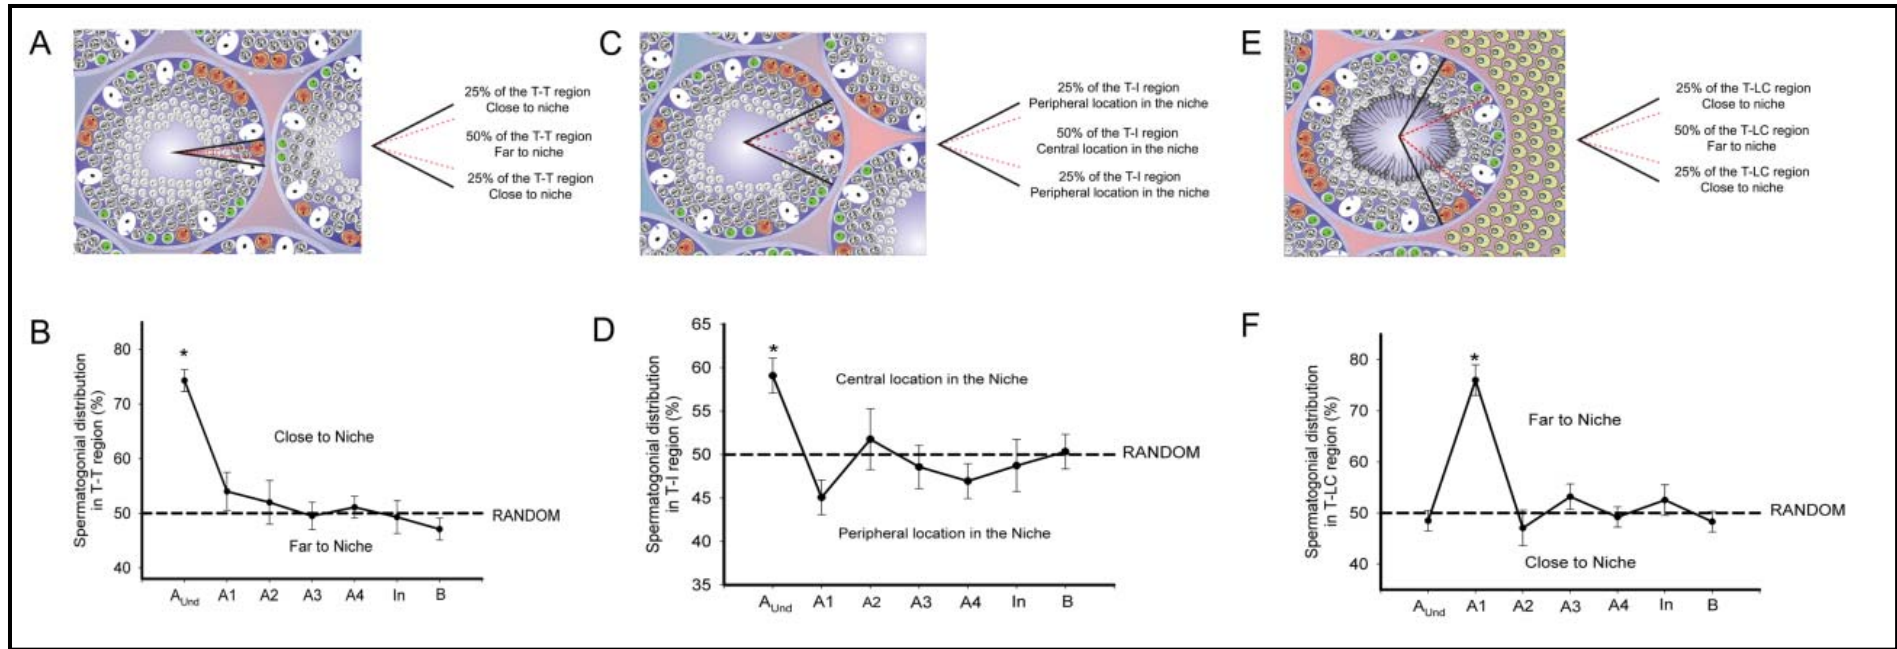 A
25% of the T-T region
Close to niche
50% of the T-T region
Far to niche
25% of the T-T region
Close to niche
C
25% of the T-I region
Peripheral location in the niche
50% of the T-I region
Central location in the niche
25% of the T-I region
Peripheral location in the niche
E
25% of the T-LC region
Close to niche
50% of the T-LC region
Far to niche
25% of the T-LC region
Close to niche
B
Spermatogonial distribution
in T-T region (%)
80
70
60
50
40
*
Close to Niche
Far to Niche
RANDOM
AUnd A1 A2 A3 A4 In B
D
Spermatogonial distribution
in T-I region (%)
65
60
55
50
45
40
35
*
Central location in the Niche
Peripheral location in the Niche
RANDOM
AUnd A1 A2 A3 A4 In B
F
Spermatogonial distribution
in T-LC region (%)
80
70
60
50
40
*
Far to Niche
Close to Niche
RANDOM
AUnd A1 A2 A3 A4 In B